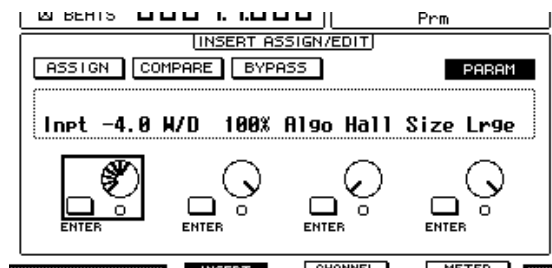 BEATS
Prm
INSERT ASSIGN/EDIT
ASSIGN COMPARE BYPASS PARAM
Inpt -4.0 W/D 100% Algo Hall Size Lrge
ENTER ENTER ENTER ENTER
INSERT CHANNEL METER